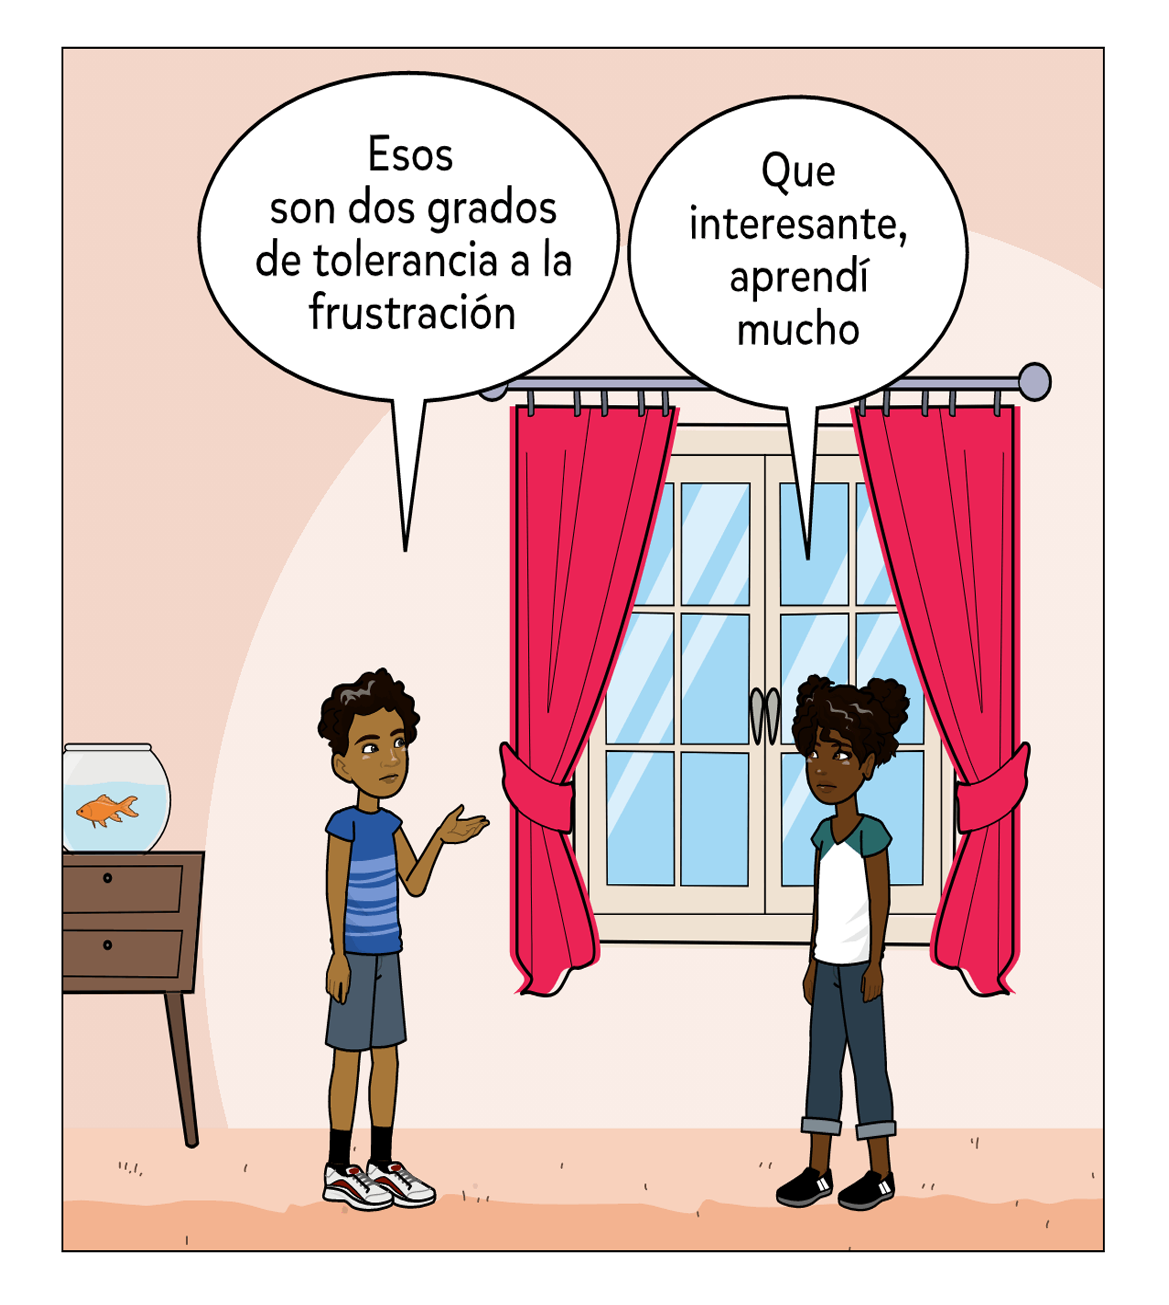 Esos
son dos grados
de tolerancia a la
frustración
Que
interesante,
aprendí
mucho